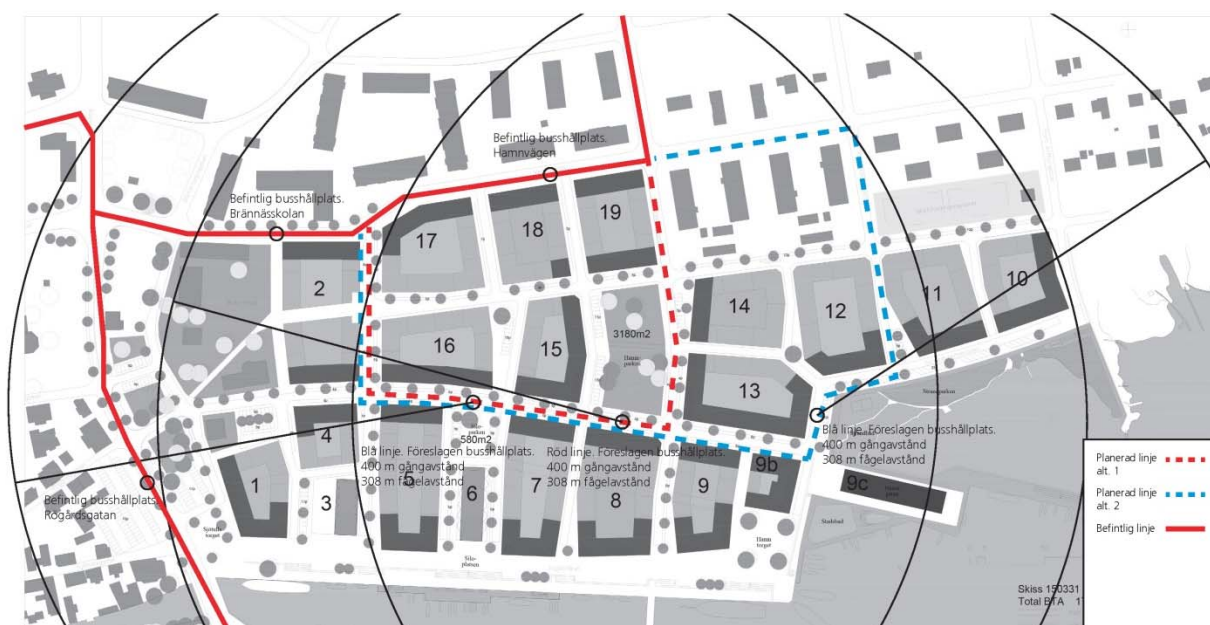 Befintlig busshållplats.
Hamnvägen
Befintlig busshållplats.
Brännässkolan
19
18
17
2
10
11
14
12
3180m2
16
15
13
580m2
4
Blå linje. Föreslagen busshållplats.
400 m gångavstånd
308 m fågelavstånd
Röd linje. Föreslagen busshållplats.
400 m gångavstånd
308 m fågelavstånd
Blå linje. Föreslagen busshållplats.
400 m gångavstånd
308 m fågelavstånd
1
3
5
6
7
8
9
9b
9c
Befintlig busshållplats.
Rogårdsgatan
Planerad linje
alt. 1
Planerad linje
alt. 2
Befintlig linje
Skiss 150331
Total BTA 1